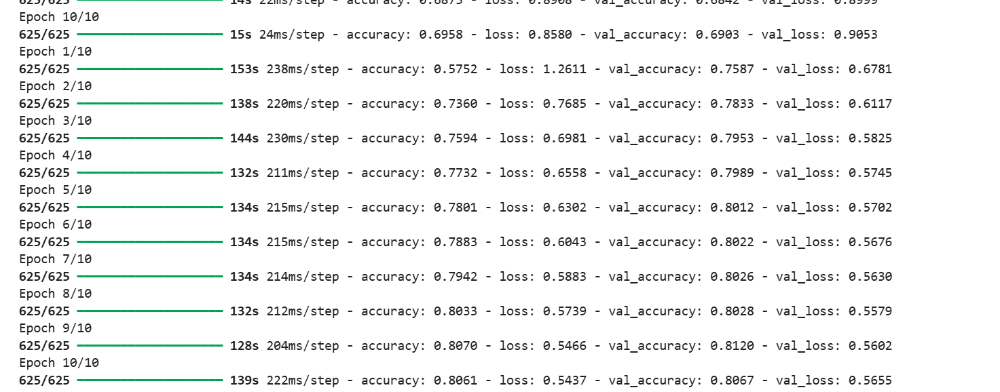 625/625 ━━━━━━━━━━━━━━━━━━━━ 14s 22ms/step - accuracy: 0.6875 - loss: 0.8908 - val_accuracy: 0.6842 - val_loss: 0.8999
Epoch 10/10
625/625 ━━━━━━━━━━━━━━━━━━━━ 15s 24ms/step - accuracy: 0.6958 - loss: 0.8580 - val_accuracy: 0.6903 - val_loss: 0.9053
Epoch 1/10
625/625 ━━━━━━━━━━━━━━━━━━━━ 153s 238ms/step - accuracy: 0.5752 - loss: 1.2611 - val_accuracy: 0.7587 - val_loss: 0.6781
Epoch 2/10
625/625 ━━━━━━━━━━━━━━━━━━━━ 138s 220ms/step - accuracy: 0.7360 - loss: 0.7685 - val_accuracy: 0.7833 - val_loss: 0.6117
Epoch 3/10
625/625 ━━━━━━━━━━━━━━━━━━━━ 144s 230ms/step - accuracy: 0.7594 - loss: 0.6981 - val_accuracy: 0.7953 - val_loss: 0.5825
Epoch 4/10
625/625 ━━━━━━━━━━━━━━━━━━━━ 132s 211ms/step - accuracy: 0.7732 - loss: 0.6558 - val_accuracy: 0.7989 - val_loss: 0.5745
Epoch 5/10
625/625 ━━━━━━━━━━━━━━━━━━━━ 134s 215ms/step - accuracy: 0.7801 - loss: 0.6302 - val_accuracy: 0.8012 - val_loss: 0.5702
Epoch 6/10
625/625 ━━━━━━━━━━━━━━━━━━━━ 134s 215ms/step - accuracy: 0.7883 - loss: 0.6043 - val_accuracy: 0.8022 - val_loss: 0.5676
Epoch 7/10
625/625 ━━━━━━━━━━━━━━━━━━━━ 134s 214ms/step - accuracy: 0.7942 - loss: 0.5883 - val_accuracy: 0.8026 - val_loss: 0.5630
Epoch 8/10
625/625 ━━━━━━━━━━━━━━━━━━━━ 132s 212ms/step - accuracy: 0.8033 - loss: 0.5739 - val_accuracy: 0.8028 - val_loss: 0.5579
Epoch 9/10
625/625 ━━━━━━━━━━━━━━━━━━━━ 128s 204ms/step - accuracy: 0.8070 - loss: 0.5466 - val_accuracy: 0.8120 - val_loss: 0.5602
Epoch 10/10
625/625 ━━━━━━━━━━━━━━━━━━━━ 139s 222ms/step - accuracy: 0.8061 - loss: 0.5437 - val_accuracy: 0.8067 - val_loss: 0.5655